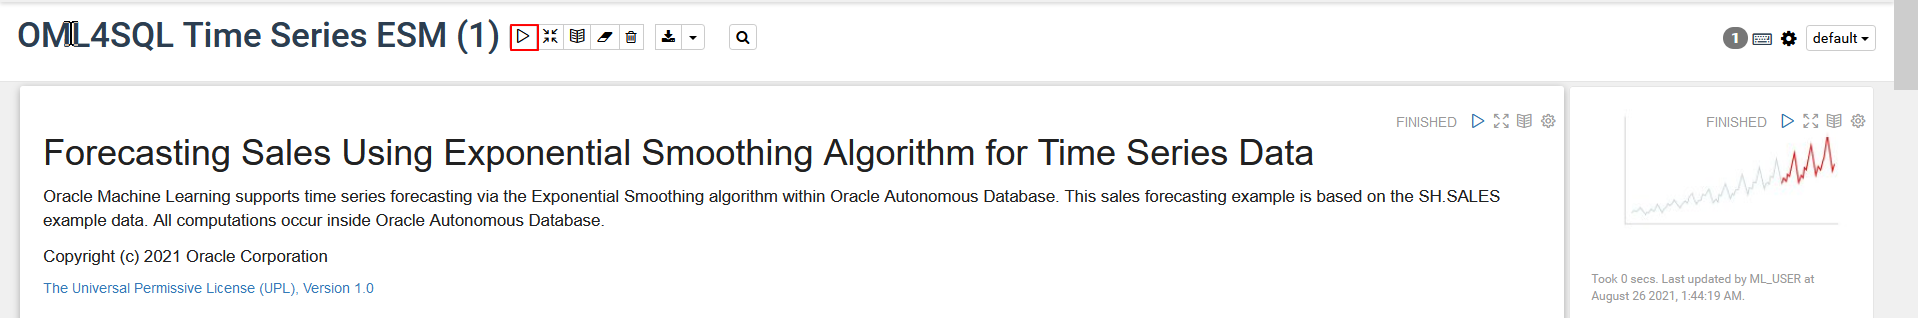 OML4SQL Time Series ESM (1)
1
default
FINISHED
Forecasting Sales Using Exponential Smoothing Algorithm for Time Series Data
Oracle Machine Learning supports time series forecasting via the Exponential Smoothing algorithm within Oracle Autonomous Database. This sales forecasting example is based on the SH.SALES
example data. All computations occur inside Oracle Autonomous Database.
Copyright (c) 2021 Oracle Corporation
The Universal Permissive License (UPL), Version 1.0
FINISHED
Took 0 secs. Last updated by ML_USER at
August 26 2021, 1:44:19 AM.